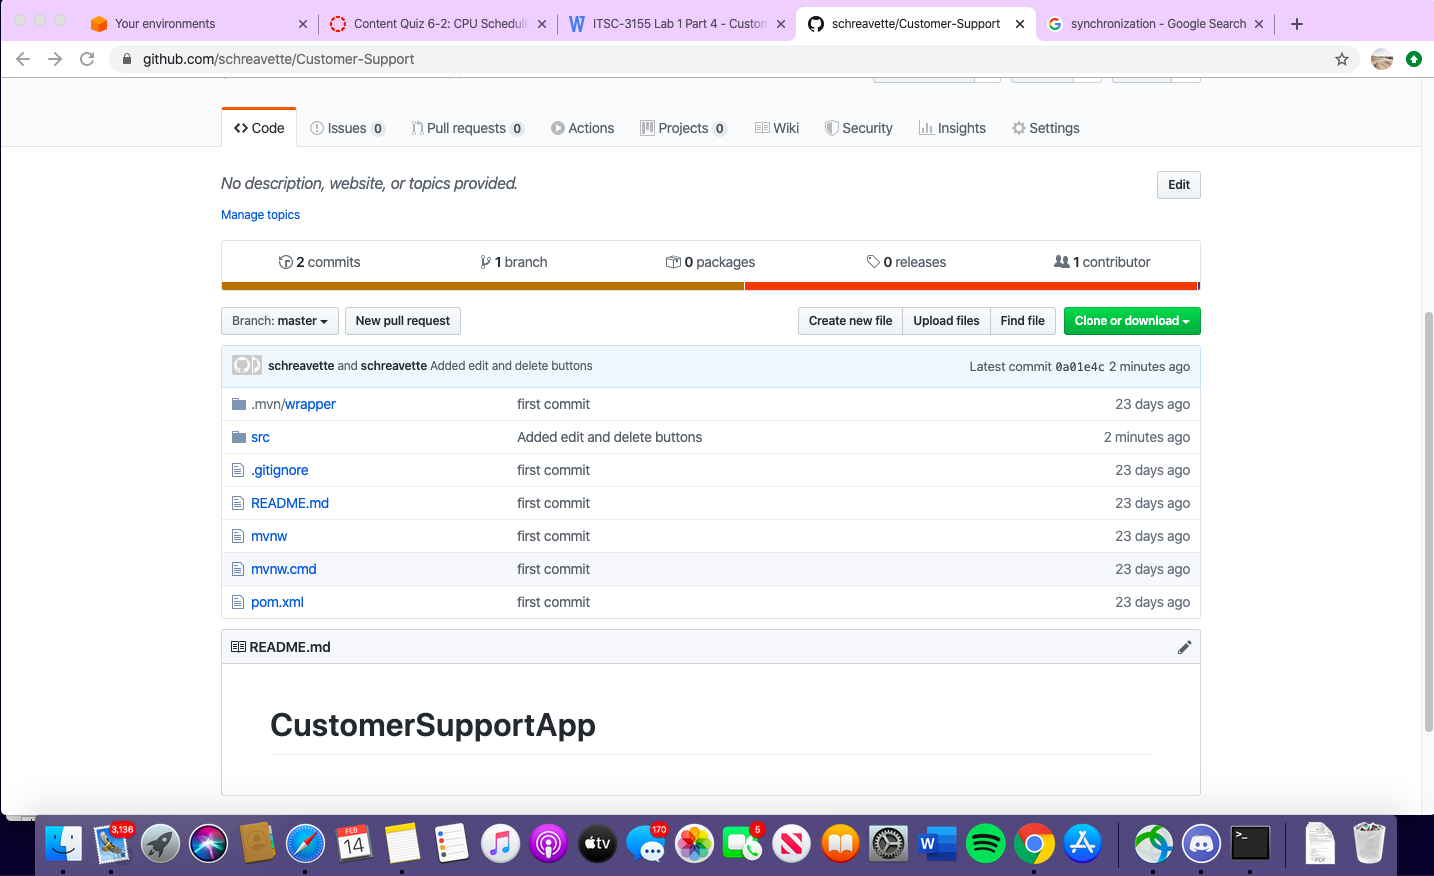 Your environments
Content Quiz 6-2: CPU Scheduli
ITSC-3155 Lab 1 Part 4 - Custom
schreavette/Customer-Support
synchronization - Google Search
github.com/schreavette/Customer-Support
Code
Issues 0
Pull requests 0
Actions
Projects 0
Wiki
Security
Insights
Settings
No description, website, or topics provided.
Edit
Manage topics
2 commits
1 branch
0 packages
0 releases
1 contributor
Branch: master
New pull request
Create new file
Upload files
Find file
Clone or download
schreavette and schreavette Added edit and delete buttons
Latest commit 0a01e4c 2 minutes ago
.mvn/wrapper first commit 23 days ago
src Added edit and delete buttons 2 minutes ago
.gitignore first commit 23 days ago
README.md first commit 23 days ago
mvnw first commit 23 days ago
mvnw.cmd first commit 23 days ago
pom.xml first commit 23 days ago
README.md
CustomerSupportApp
3,136
FEB
14
tv
170
5
W
>_
PDF